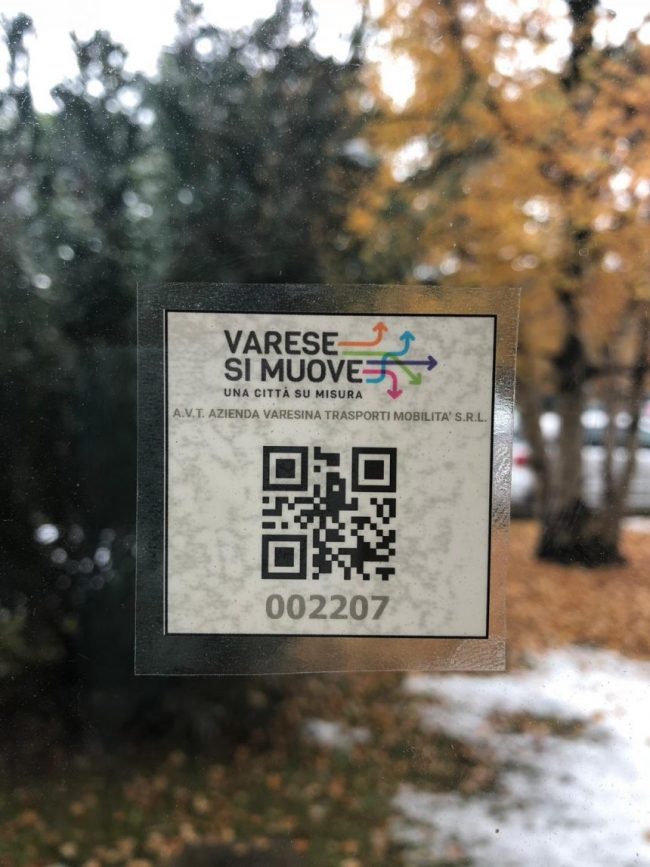 VARESE
SI MUOVE
UNA CITTÀ SU MISURA
A.V.T. AZIENDA VARESINA TRASPORTI MOBILITA' S.R.L.
002207